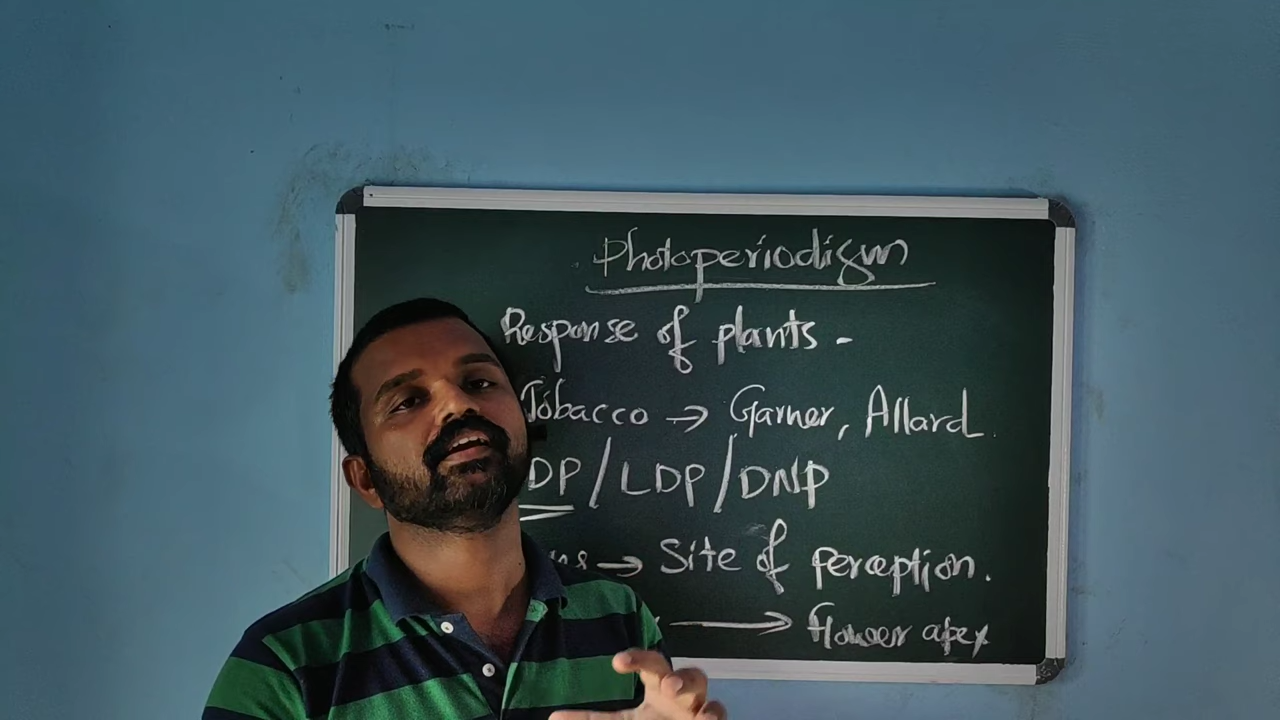 Photoperiodism
Response of plants -
Tobacco → Garner, Allard.
DP/LDP/DNP
→ Site of perception.
→ flower apex